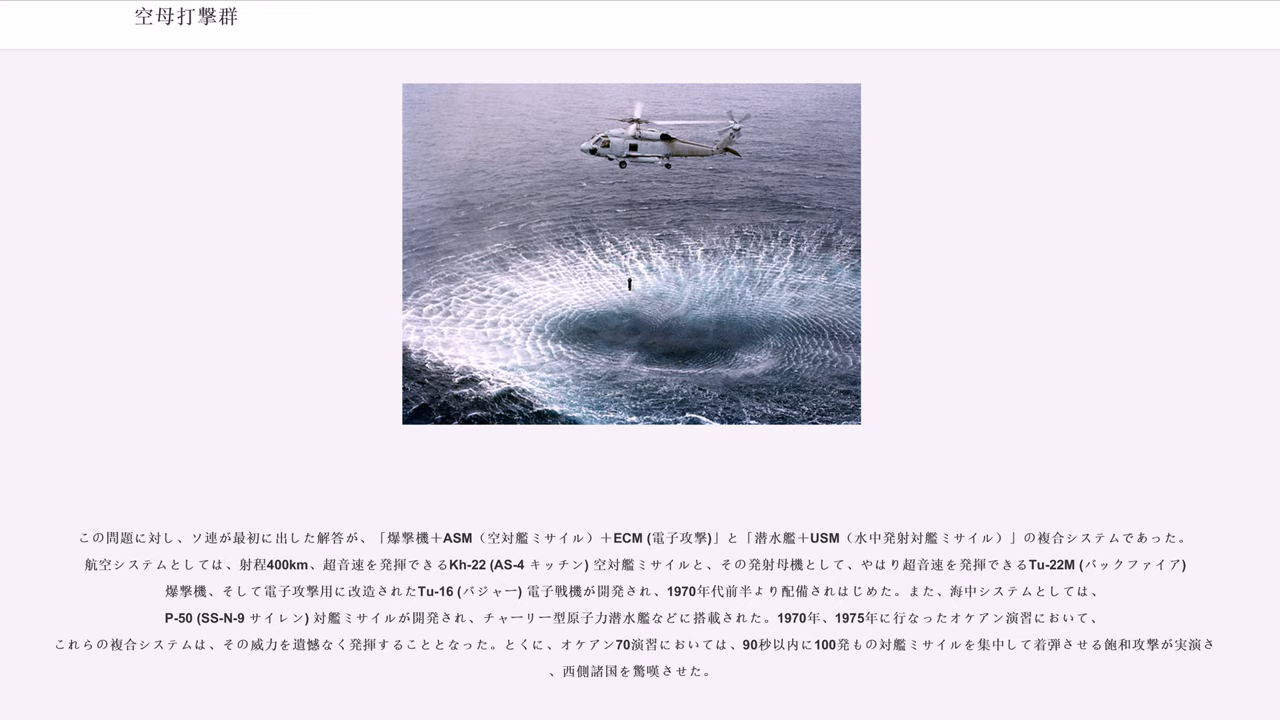 空母打撃群
この問題に対し、ソ連が最初に出した解答が、「爆撃機＋ASM（空対艦ミサイル）＋ECM (電子攻撃)」と「潜水艦＋USM（水中発射対艦ミサイル）」の複合システムであった。
航空システムとしては、射程400km、超音速を発揮できるKh-22 (AS-4 キッチン) 空対艦ミサイルと、その発射母機として、やはり超音速を発揮できるTu-22M (バックファイア)
爆撃機、そして電子攻撃用に改造されたTu-16 (バジャー) 電子戦機が開発され、1970年代前半より配備されはじめた。また、海中システムとしては、
P-50 (SS-N-9 サイレン) 対艦ミサイルが開発され、チャーリー型原子力潜水艦などに搭載された。1970年、1975年に行なったオケアン演習において、
これらの複合システムは、その威力を遺憾なく発揮することとなった。とくに、オケアン70演習においては、90秒以内に100発もの対艦ミサイルを集中して着弾させる飽和攻撃が実演さ
、西側諸国を驚嘆させた。